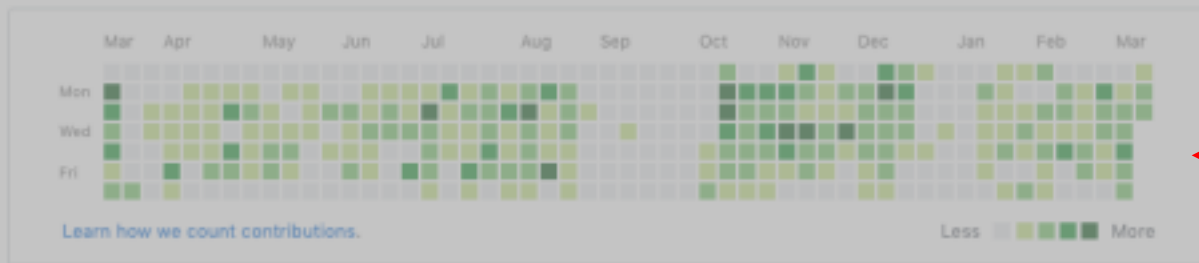 Mar Apr May Jun Jul Aug Sep Oct Nov Dec Jan Feb Mar
Mon
Wed
Fri
Learn how we count contributions. Less More